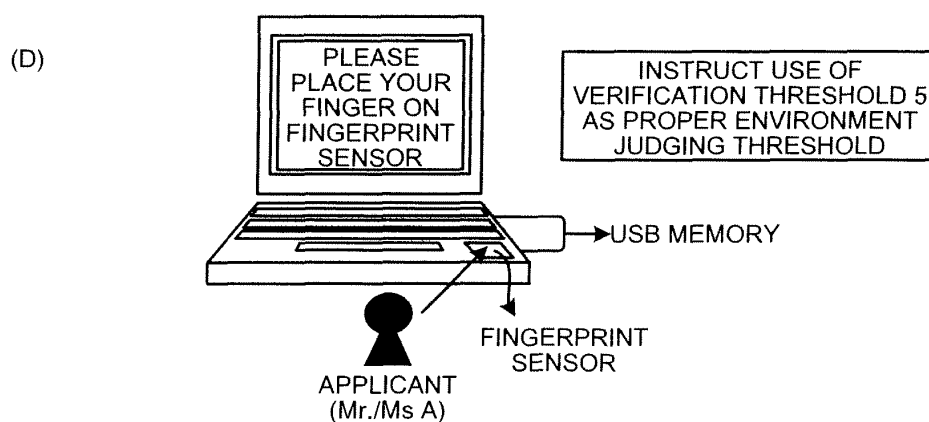 (D)
PLEASE
PLACE YOUR
FINGER ON
FINGERPRINT
SENSOR
INSTRUCT USE OF
VERIFICATION THRESHOLD 5
AS PROPER ENVIRONMENT
JUDGING THRESHOLD
USB MEMORY
FINGERPRINT
SENSOR
APPLICANT
(Mr./Ms A)